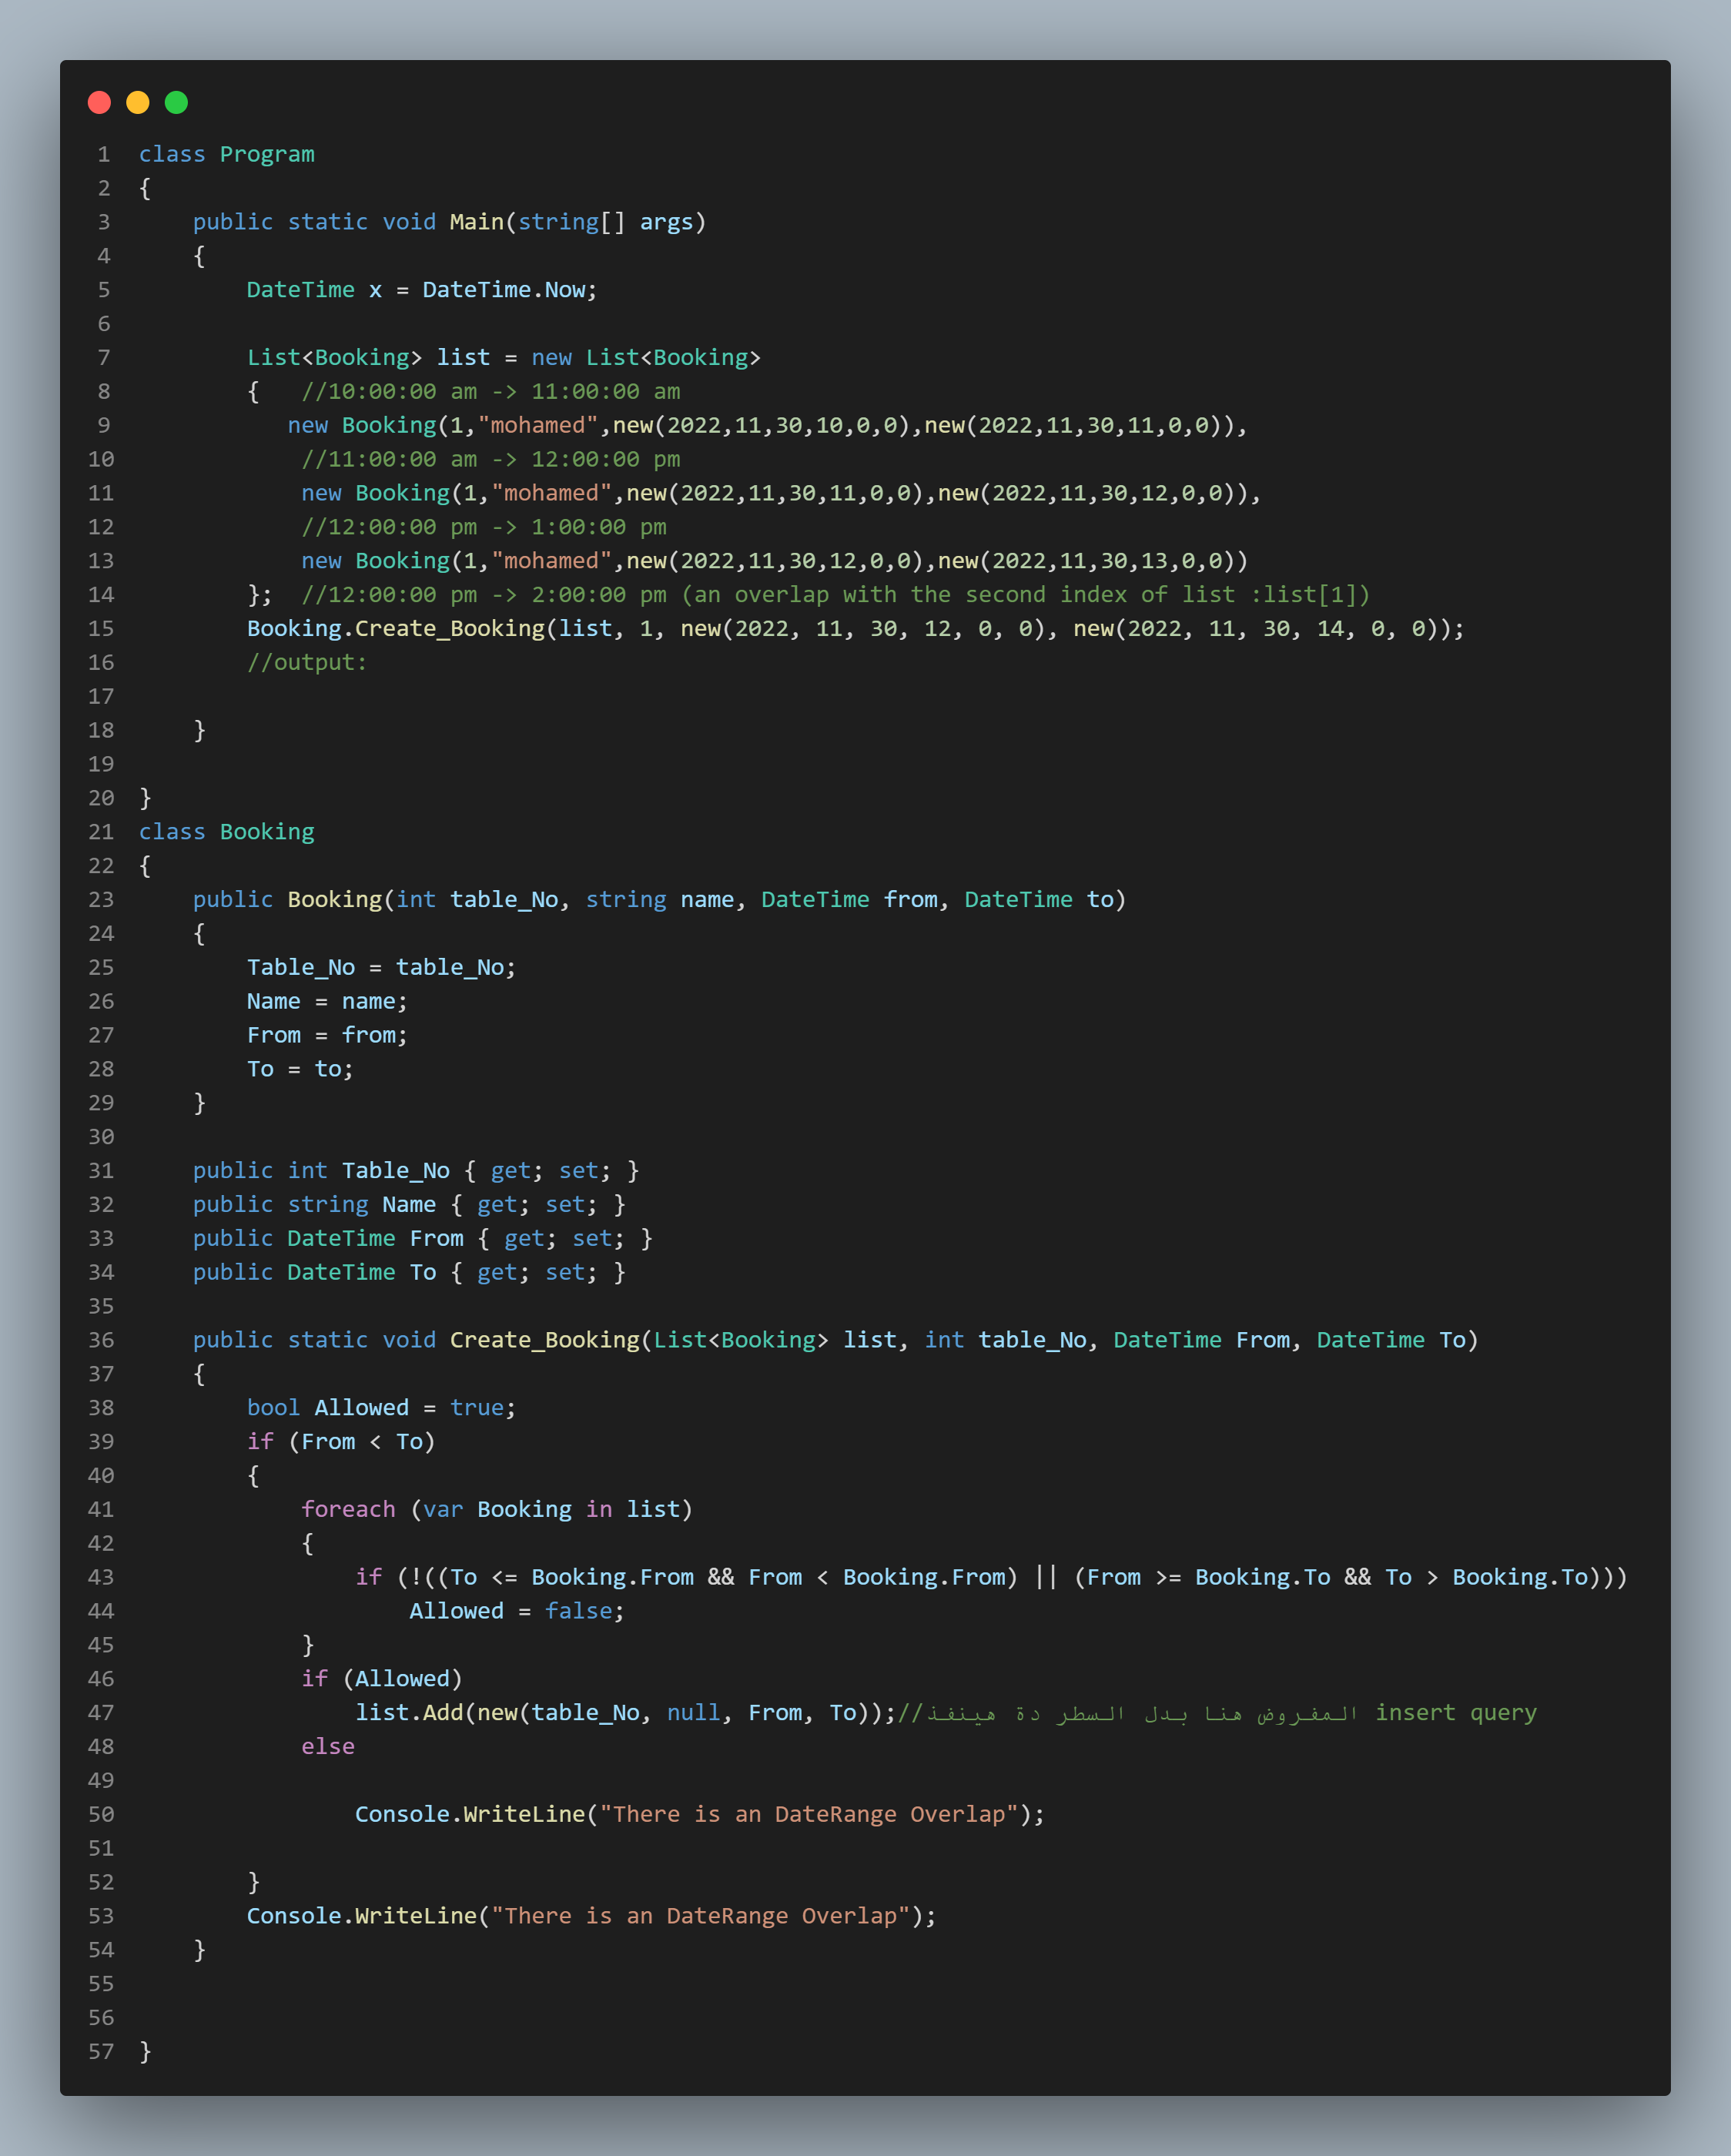 1 class Program
2 {
3     public static void Main(string[] args)
4     {
5         DateTime x = DateTime.Now;
6
7         List<Booking> list = new List<Booking>
8         {   //10:00:00 am -> 11:00:00 am
9            new Booking(1,"mohamed",new(2022,11,30,10,0,0),new(2022,11,30,11,0,0)),
10             //11:00:00 am -> 12:00:00 pm
11             new Booking(1,"mohamed",new(2022,11,30,11,0,0),new(2022,11,30,12,0,0)),
12             //12:00:00 pm -> 1:00:00 pm
13             new Booking(1,"mohamed",new(2022,11,30,12,0,0),new(2022,11,30,13,0,0))
14         };  //12:00:00 pm -> 2:00:00 pm (an overlap with the second index of list :list[1])
15         Booking.Create_Booking(list, 1, new(2022, 11, 30, 12, 0, 0), new(2022, 11, 30, 14, 0, 0));
16         //output:
17
18     }
19
20 }
21 class Booking
22 {
23     public Booking(int table_No, string name, DateTime from, DateTime to)
24     {
25         Table_No = table_No;
26         Name = name;
27         From = from;
28         To = to;
29     }
30
31     public int Table_No { get; set; }
32     public string Name { get; set; }
33     public DateTime From { get; set; }
34     public DateTime To { get; set; }
35
36     public static void Create_Booking(List<Booking> list, int table_No, DateTime From, DateTime To)
37     {
38         bool Allowed = true;
39         if (From < To)
40         {
41             foreach (var Booking in list)
42             {
43                 if (!((To <= Booking.From && From < Booking.From) || (From >= Booking.To && To > Booking.To)))
44                     Allowed = false;
45             }
46             if (Allowed)
47                 list.Add(new(table_No, null, From, To));//المفروض هنا بدل السطر دة هينفذ insert query
48             else
49
50                 Console.WriteLine("There is an DateRange Overlap");
51
52         }
53         Console.WriteLine("There is an DateRange Overlap");
54     }
55
56
57 }